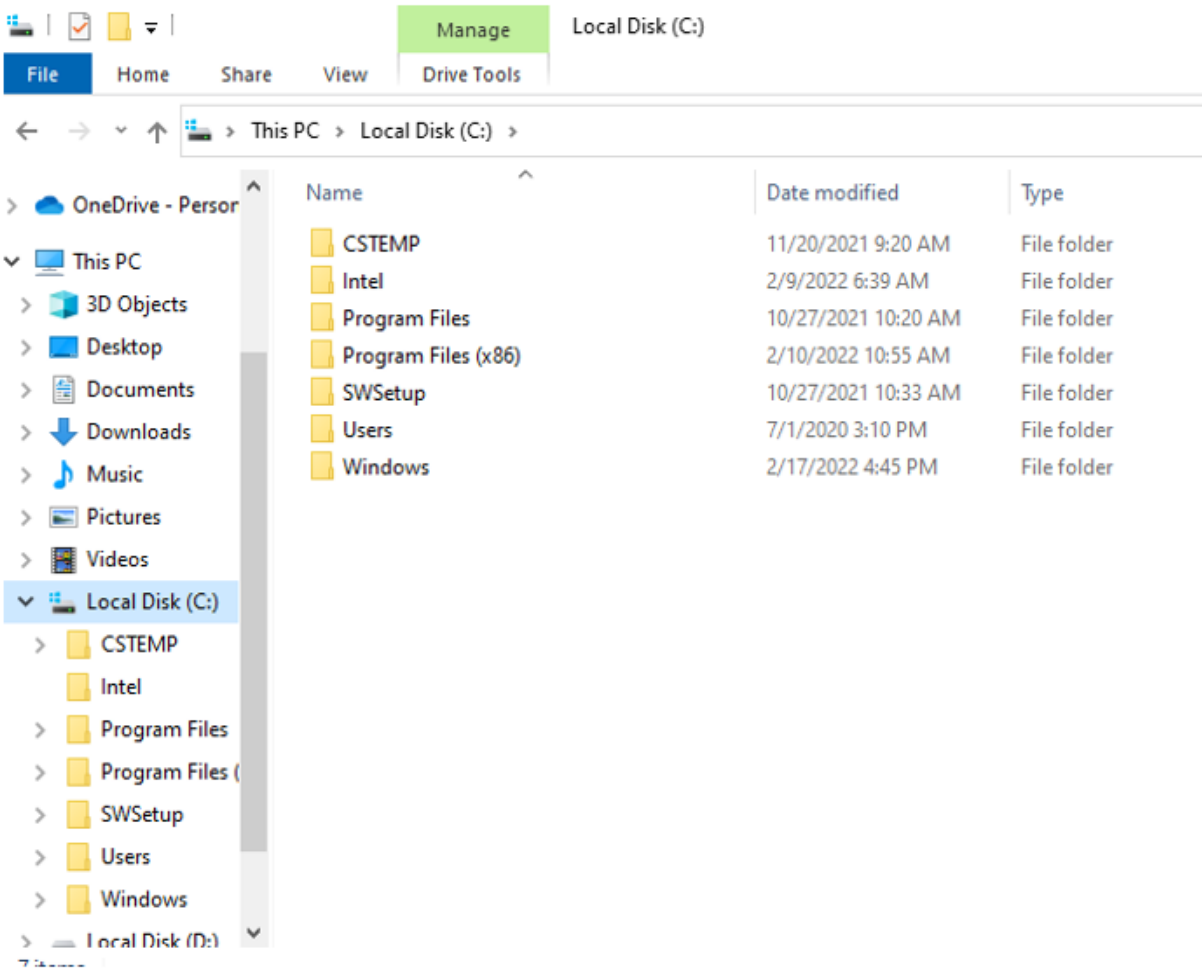 Manage Local Disk (C:)
File Home Share View Drive Tools
This PC Local Disk (C:)
OneDrive - Person
This PC
3D Objects
Desktop
Documents
Downloads
Music
Pictures
Videos
Local Disk (C:)
CSTEMP
Intel
Program Files
Program Files (
SWSetup
Users
Windows
Local Disk (D:)
Name Date modified Type
CSTEMP 11/20/2021 9:20 AM File folder
Intel 2/9/2022 6:39 AM File folder
Program Files 10/27/2021 10:20 AM File folder
Program Files (x86) 2/10/2022 10:55 AM File folder
SWSetup 10/27/2021 10:33 AM File folder
Users 7/1/2020 3:10 PM File folder
Windows 2/17/2022 4:45 PM File folder
7 items